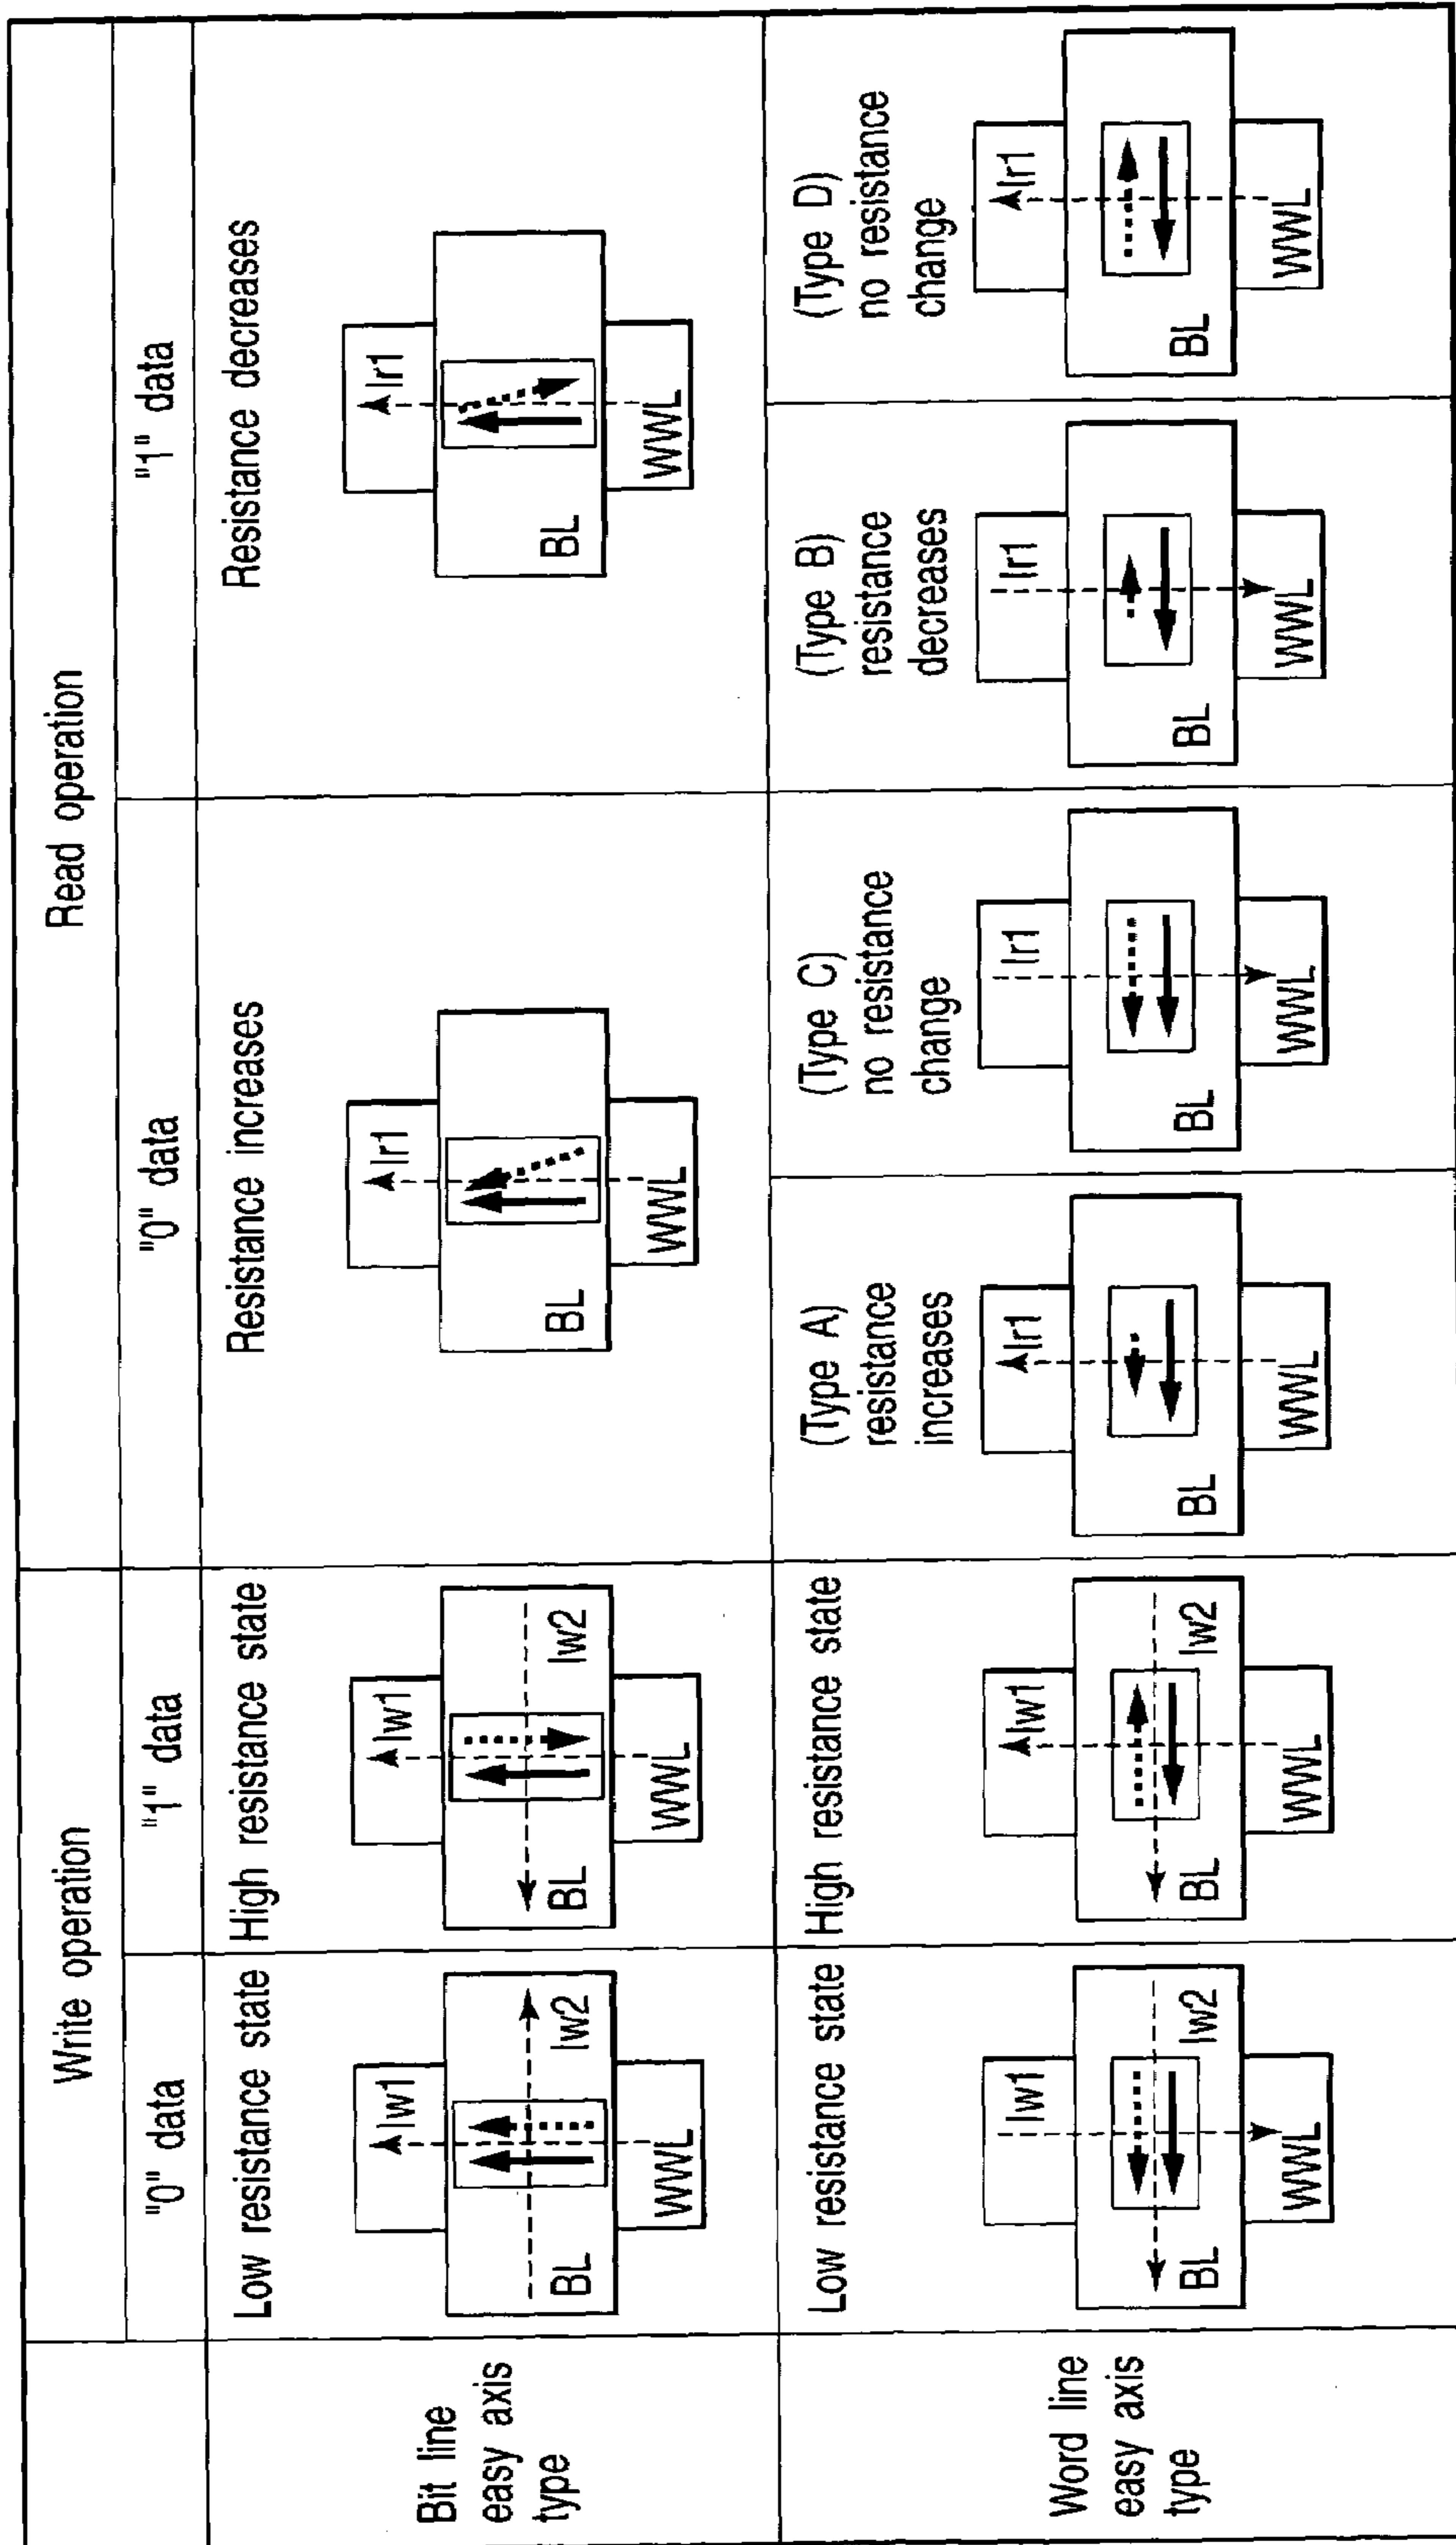 Write operation
Read operation
"0" data
"1" data
"0" data
"1" data
Bit line
easy axis
type
Low resistance state
Iw1
BL
Iw2
WWL
High resistance state
Iw1
BL
Iw2
WWL
Resistance increases
Ir1
BL
WWL
Resistance decreases
Ir1
BL
WWL
Word line
easy axis
type
Low resistance state
Iw1
BL
Iw2
WWL
High resistance state
Iw1
BL
Iw2
WWL
(Type A)
resistance
increases
Ir1
BL
WWL
(Type C)
no resistance
change
Ir1
BL
WWL
(Type B)
resistance
decreases
Ir1
BL
WWL
(Type D)
no resistance
change
Ir1
BL
WWL